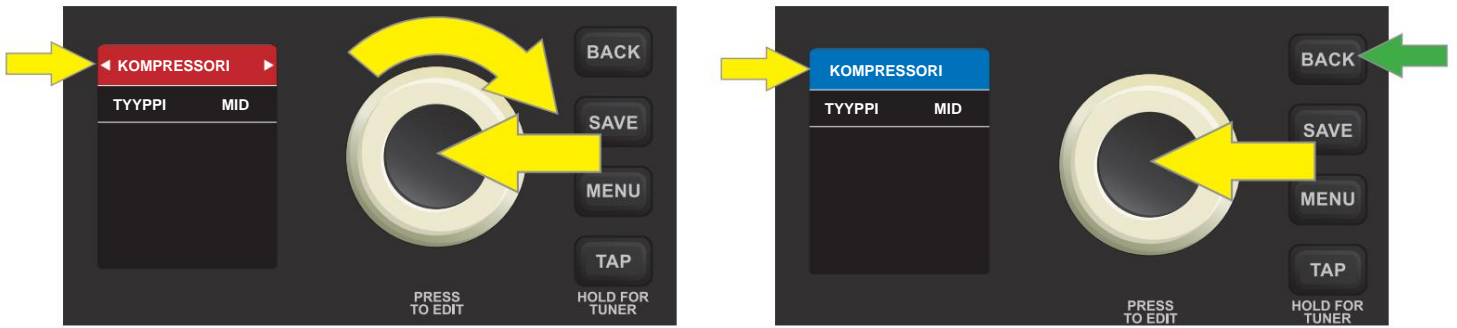 KOMPRESSORI
TYYPPI MID
BACK
SAVE
MENU
TAP
PRESS
TO EDIT
HOLD FOR
TUNER
KOMPRESSORI
TYYPPI MID
BACK
SAVE
MENU
TAP
PRESS
TO EDIT
HOLD FOR
TUNER